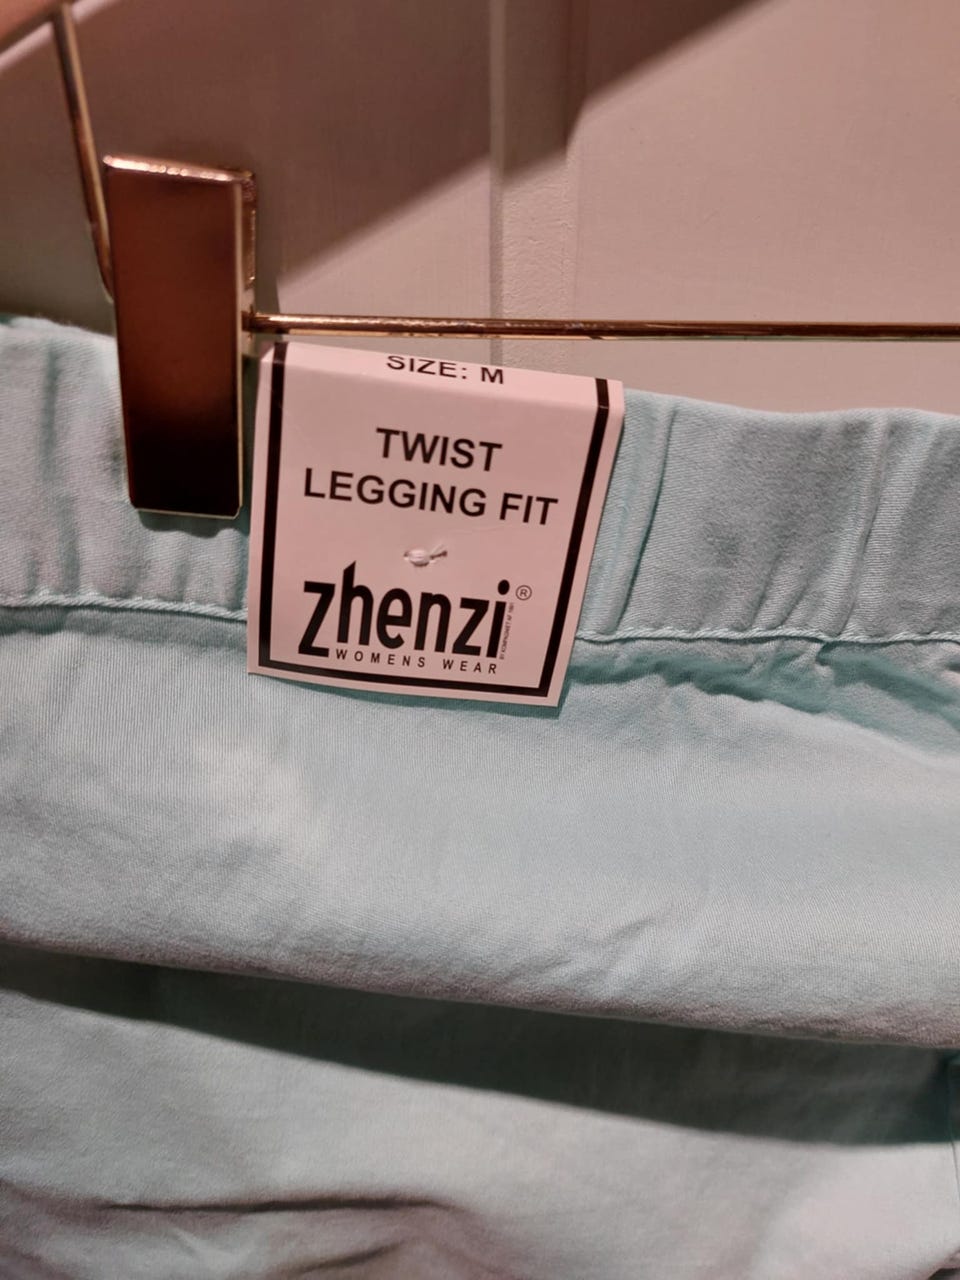 SIZE: M
TWIST
LEGGING FIT
zhenzi®
WOMENS WEAR